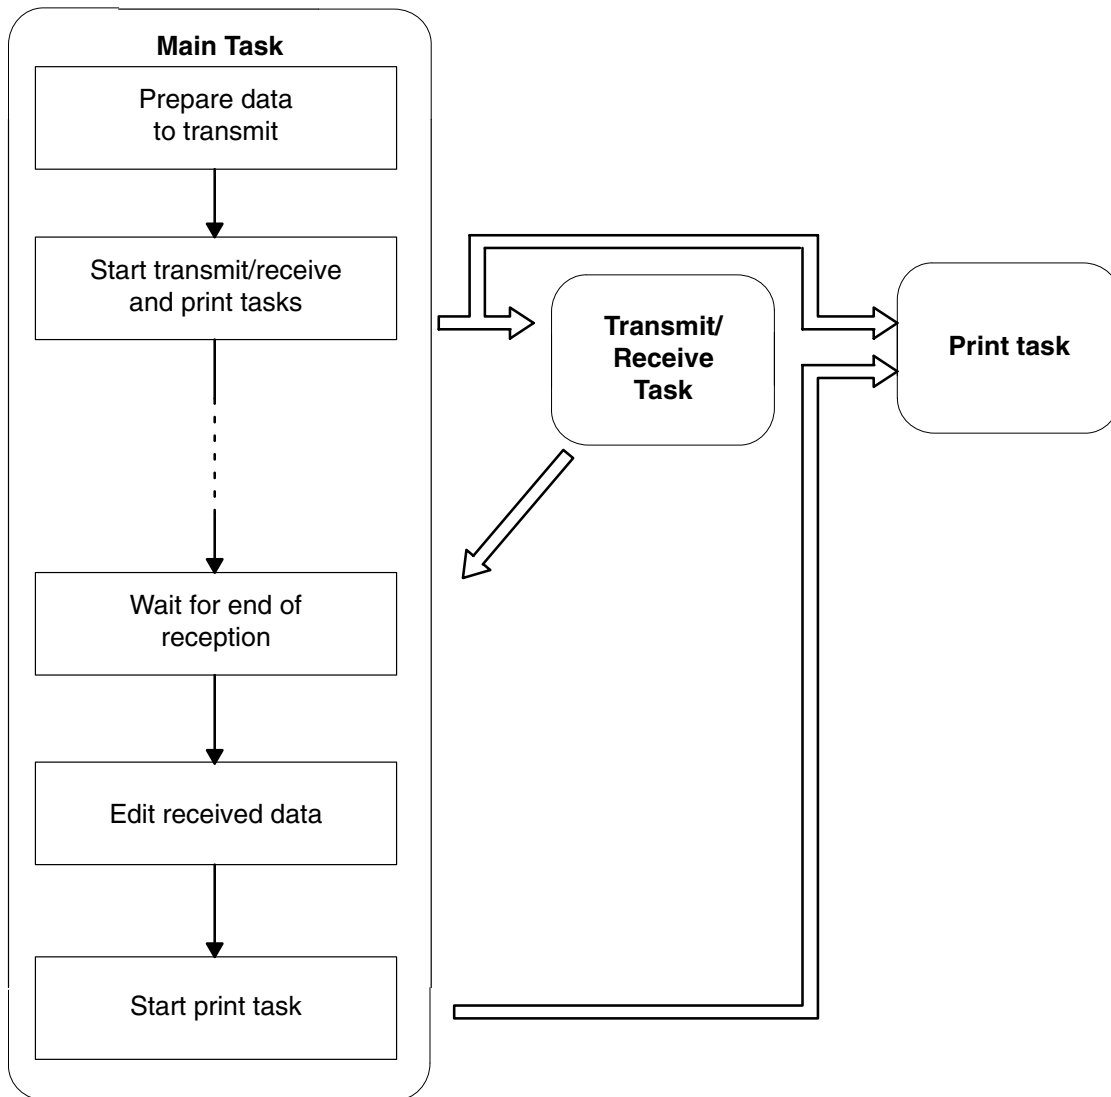 Main Task
Prepare data
to transmit
Start transmit/receive
and print tasks
Transmit/
Receive
Task
Print task
Wait for end of
reception
Edit received data
Start print task